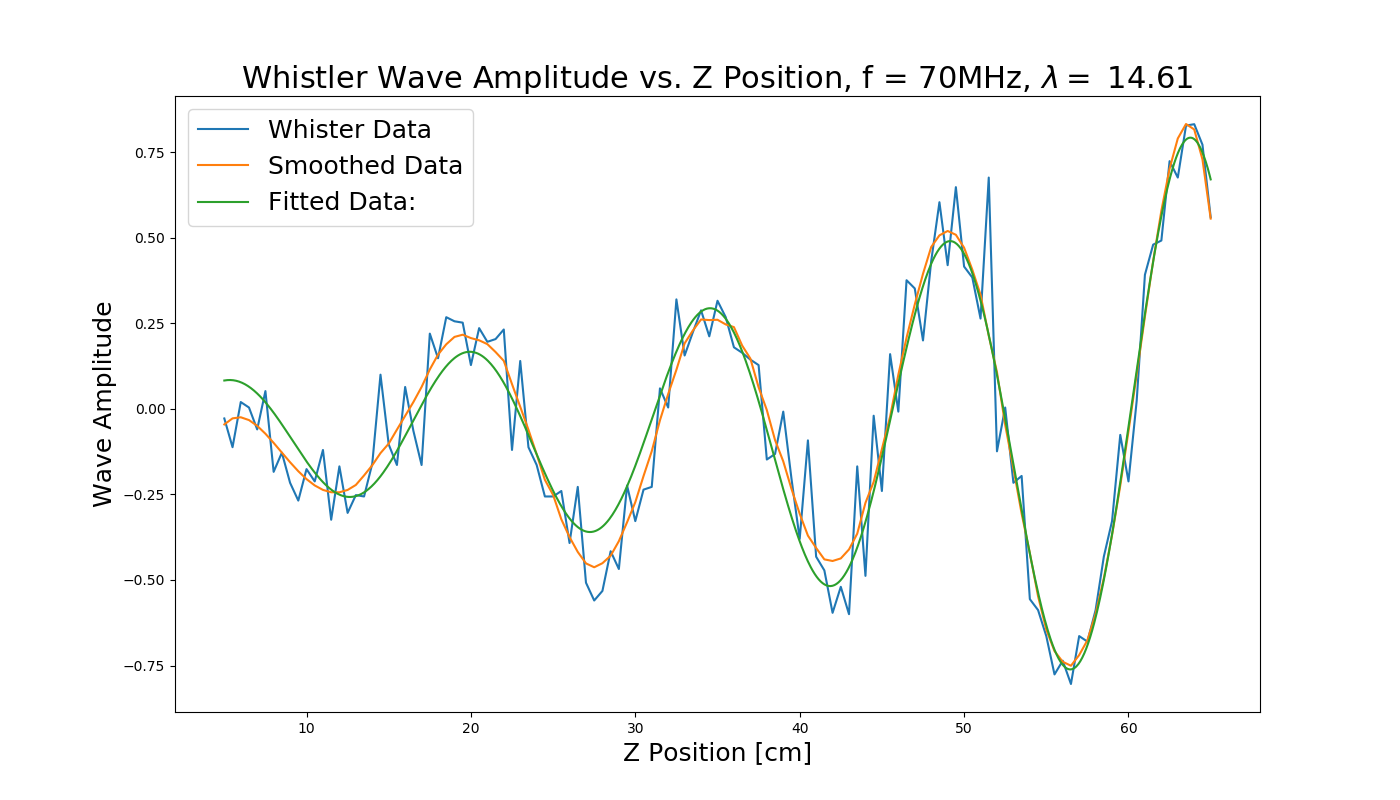 Whistler Wave Amplitude vs. Z Position, f = 70MHz, λ = 14.61
Whister Data
Smoothed Data
Fitted Data:
Wave Amplitude
0.75
0.50
0.25
0.00
−0.25
−0.50
−0.75
10 20 30 40 50 60
Z Position [cm]